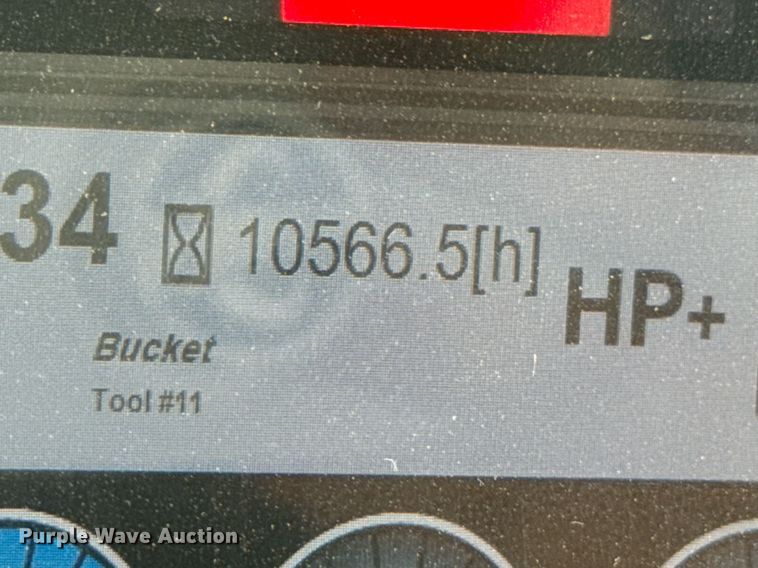 34 10566.5[h]
HP+
Bucket
Tool #11
Purple Wave Auction